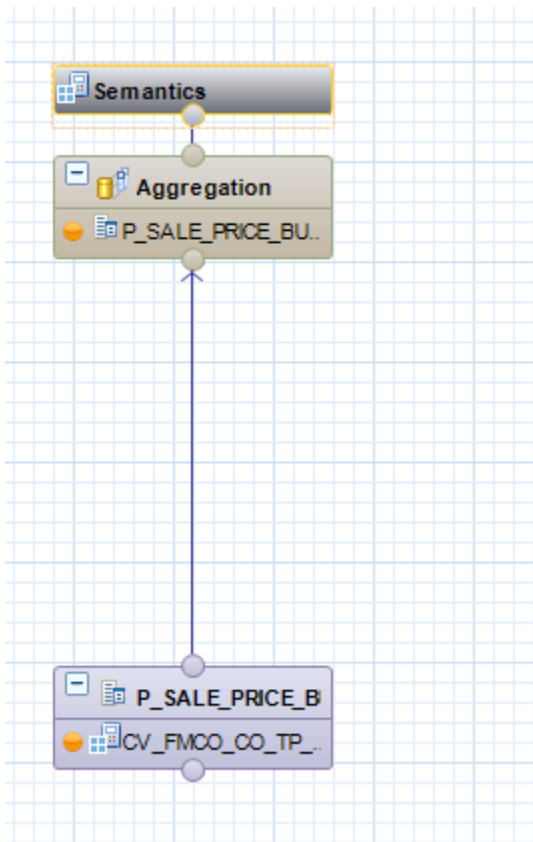 Semantics
Aggregation
P_SALE_PRICE_BU..
P_SALE_PRICE_B
CV_FMCO_CO_TP_..